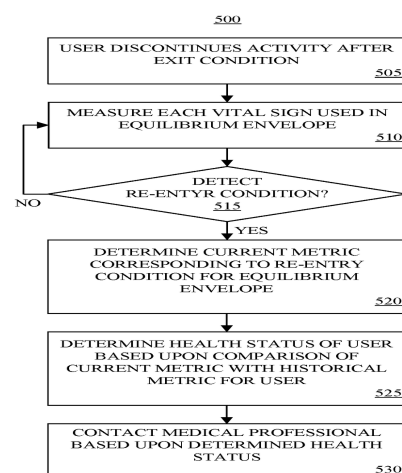 500
USER DISCONTINUES ACTIVITY AFTER
EXIT CONDITION
505
MEASURE EACH VITAL SIGN USED IN
EQUILIBRIUM ENVELOPE
510
DETECT
RE-ENTYR CONDITION?
515
NO
YES
DETERMINE CURRENT METRIC
CORRESPONDING TO RE-ENTRY
CONDITION FOR EQUILIBRIUM
ENVELOPE
520
DETERMINE HEALTH STATUS OF USER
BASED UPON COMPARISON OF
CURRENT METRIC WITH HISTORICAL
METRIC FOR USER
525
CONTACT MEDICAL PROFESSIONAL
BASED UPON DETERMINED HEALTH
STATUS
530